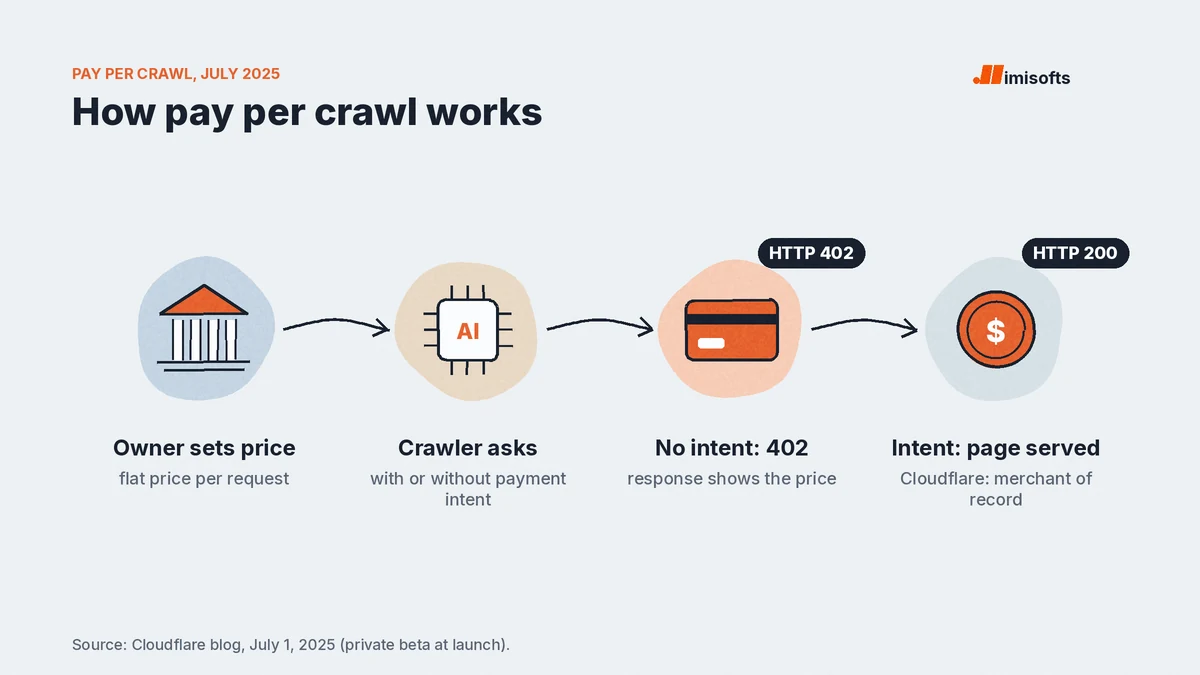 PAY PER CRAWL, JULY 2025
imisofts
How pay per crawl works
HTTP 402
HTTP 200
AI
$
Owner sets price
flat price per request
Crawler asks
with or without payment
intent
No intent: 402
response shows the price
Intent: page served
Cloudflare: merchant of
record
Source: Cloudflare blog, July 1, 2025 (private beta at launch).